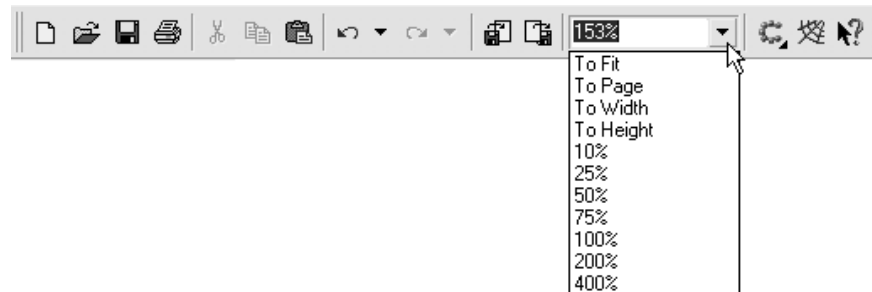 153%
To Fit
To Page
To Width
To Height
10%
25%
50%
75%
100%
200%
400%